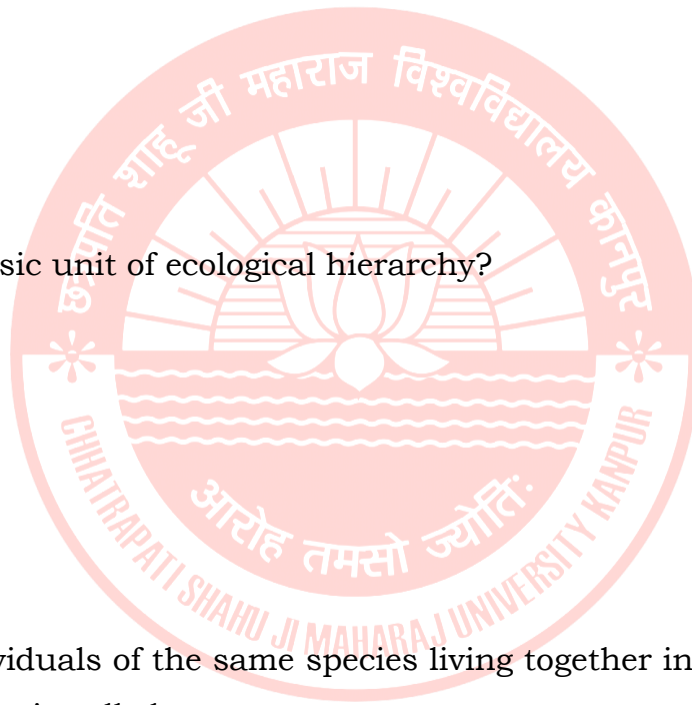 छत्रपति शाहू जी महाराज विश्वविद्यालय कानपुर
sic unit of ecological hierarchy?
आरोह तमसो ज्योतिः
CHHATRAPATI SHAHU JI MAHARAJ UNIVERSITY KANPUR
viduals of the same species living together in